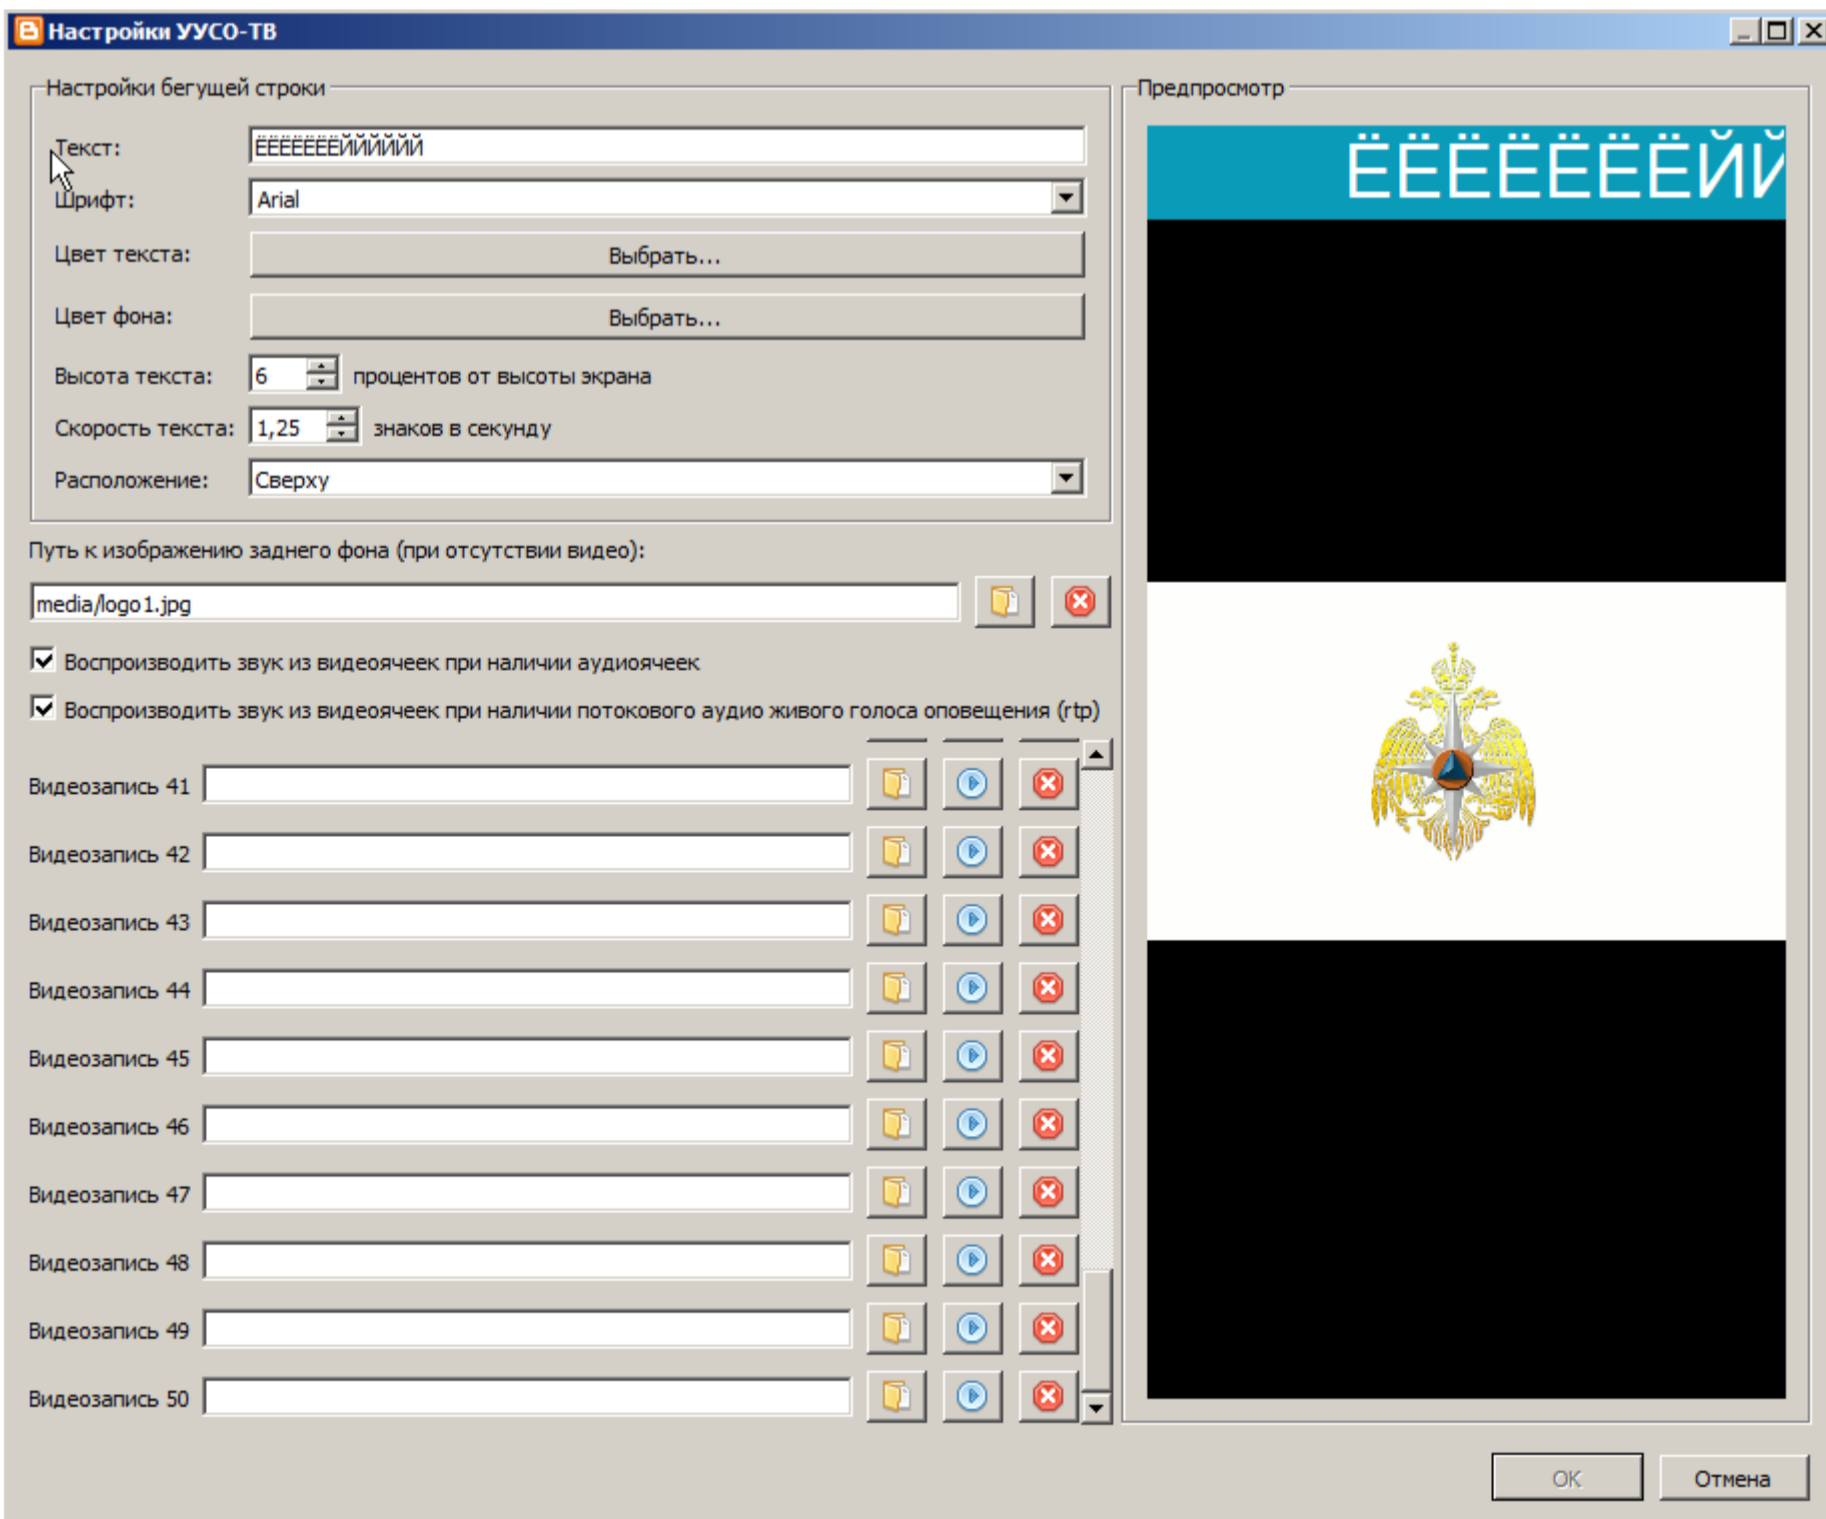 Настройки УУСО-ТВ
Настройки бегущей строки
Текст: ЁЁЁЁЁЁЁЙЙЙЙЙЙ
Шрифт: Arial
Цвет текста: Выбрать...
Цвет фона: Выбрать...
Высота текста: 6 процентов от высоты экрана
Скорость текста: 1,25 знаков в секунду
Расположение: Сверху
Путь к изображению заднего фона (при отсутствии видео):
media/logo1.jpg
Воспроизводить звук из видеоячеек при наличии аудиоячеек
Воспроизводить звук из видеоячеек при наличии потокового аудио живого голоса оповещения (rtp)
Видеозапись 41
Видеозапись 42
Видеозапись 43
Видеозапись 44
Видеозапись 45
Видеозапись 46
Видеозапись 47
Видеозапись 48
Видеозапись 49
Видеозапись 50
Предпросмотр
ЁЁЁЁЁЁЁЙЙ
OK
Отмена